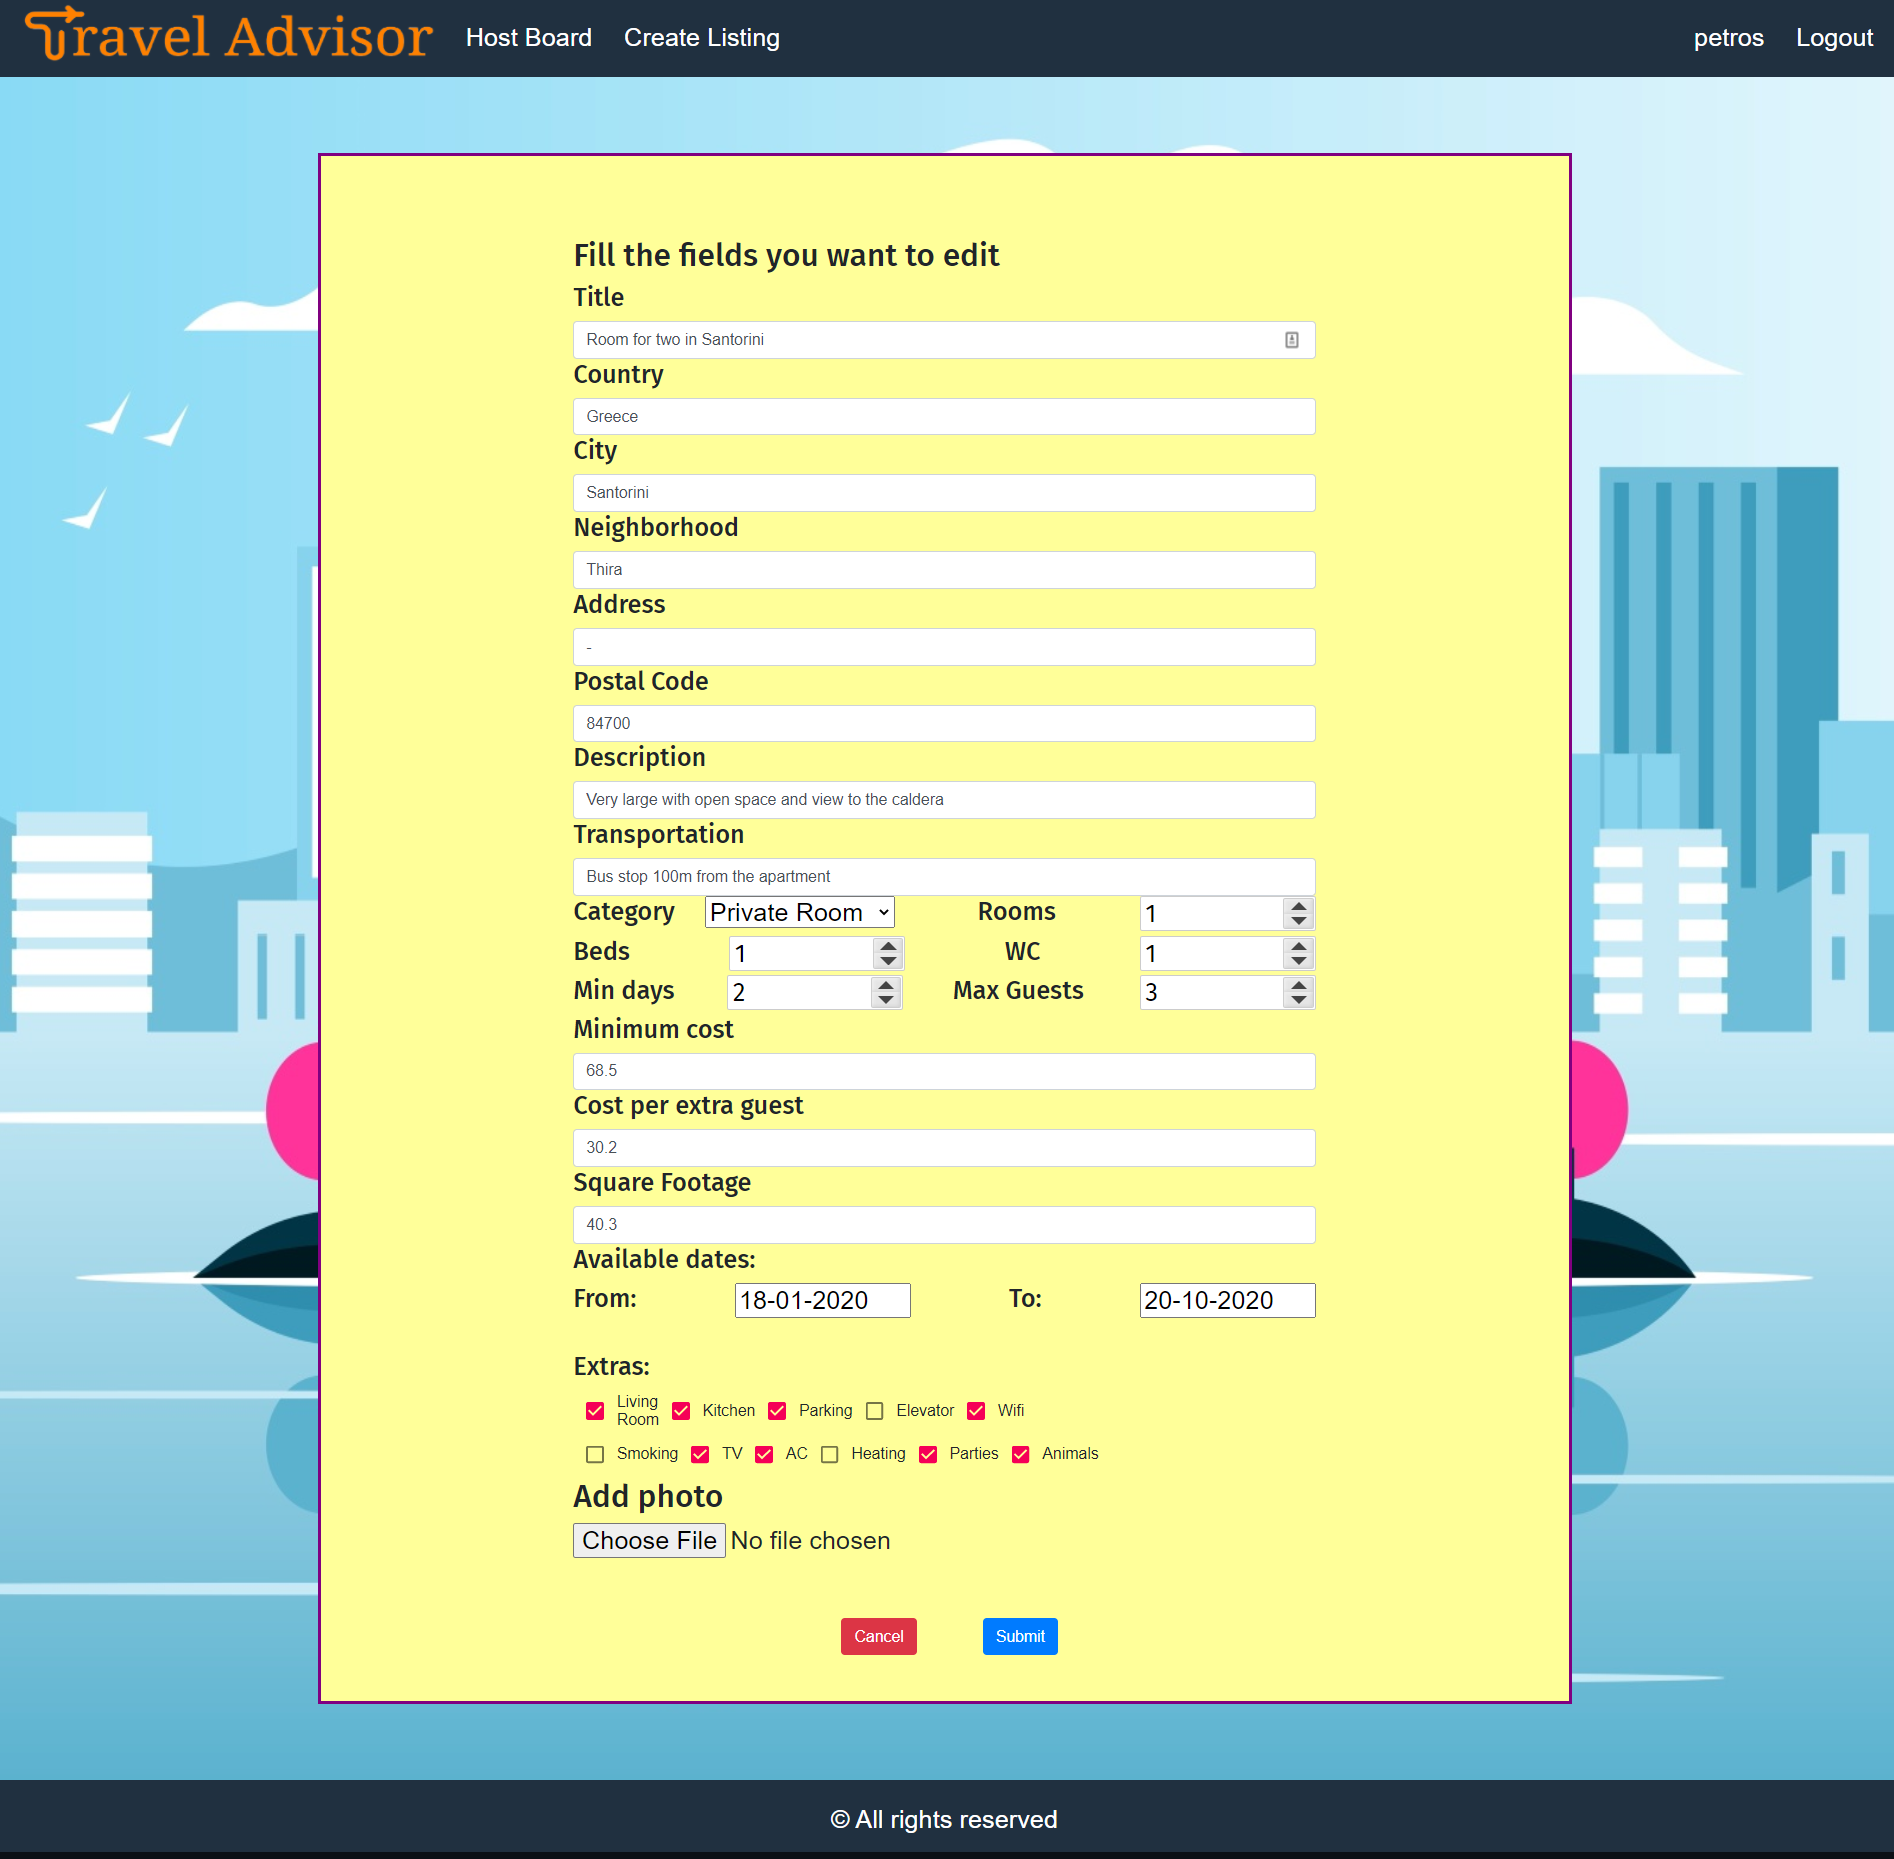 Travel Advisor Host Board Create Listing petros Logout
Fill the fields you want to edit
Title
Room for two in Santorini
Country
Greece
City
Santorini
Neighborhood
Thira
Address
-
Postal Code
84700
Description
Very large with open space and view to the caldera
Transportation
Bus stop 100m from the apartment
Category Private Room Rooms 1
Beds 1 WC 1
Min days 2 Max Guests 3
Minimum cost
68.5
Cost per extra guest
30.2
Square Footage
40.3
Available dates:
From: 18-01-2020 To: 20-10-2020
Extras:
Living Room Kitchen Parking Elevator Wifi
Smoking TV AC Heating Parties Animals
Add photo
Choose File No file chosen
Cancel Submit
© All rights reserved